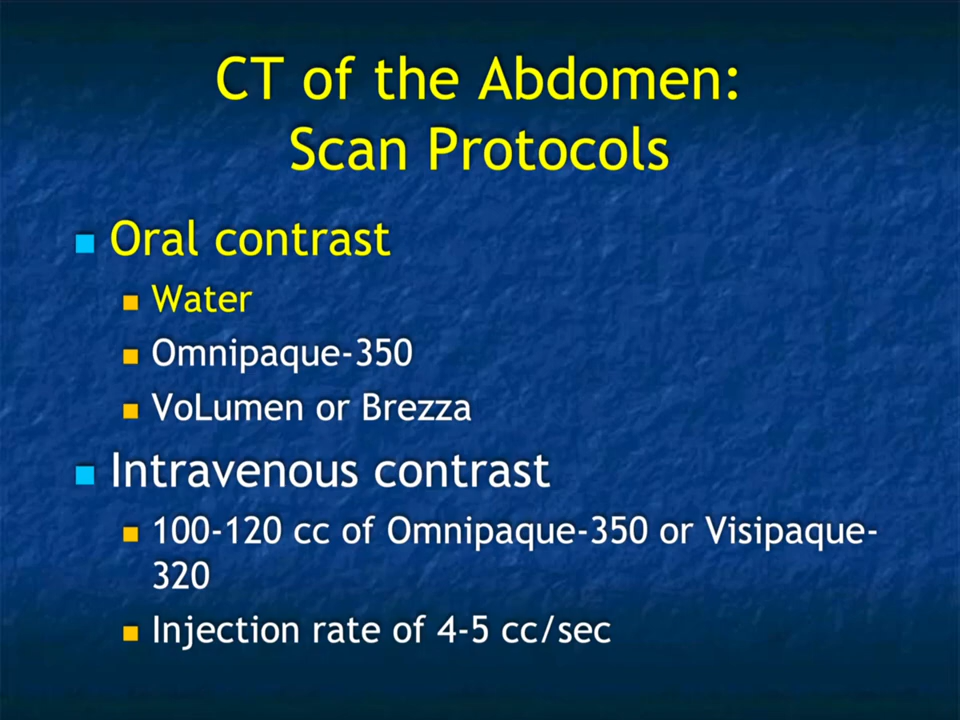 CT of the Abdomen:
Scan Protocols
Oral contrast
Water
Omnipaque-350
VoLumen or Brezza
Intravenous contrast
100-120 cc of Omnipaque-350 or Visipaque-
320
Injection rate of 4-5 cc/sec